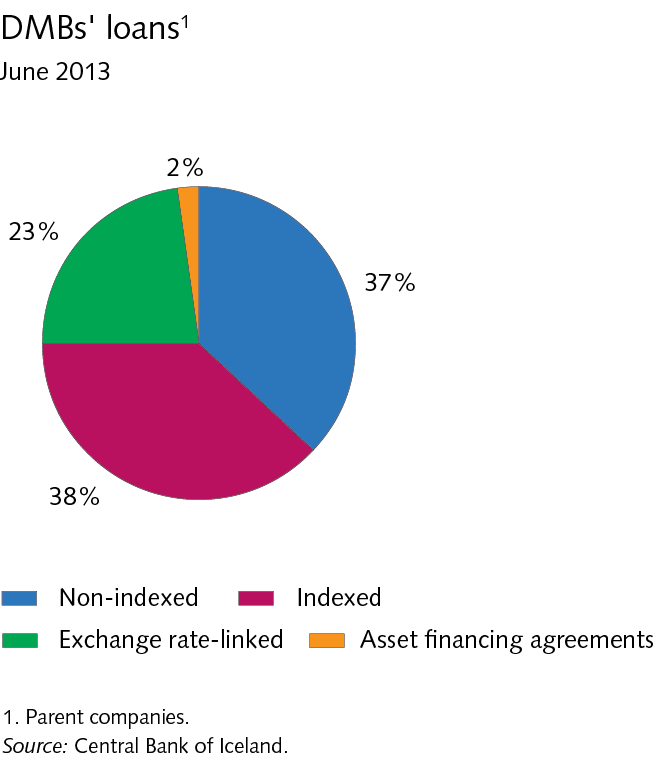 DMBs' loans¹
June 2013
2%
23%
37%
38%
Non-indexed Indexed
Exchange rate-linked Asset financing agreements
1. Parent companies.
Source: Central Bank of Iceland.